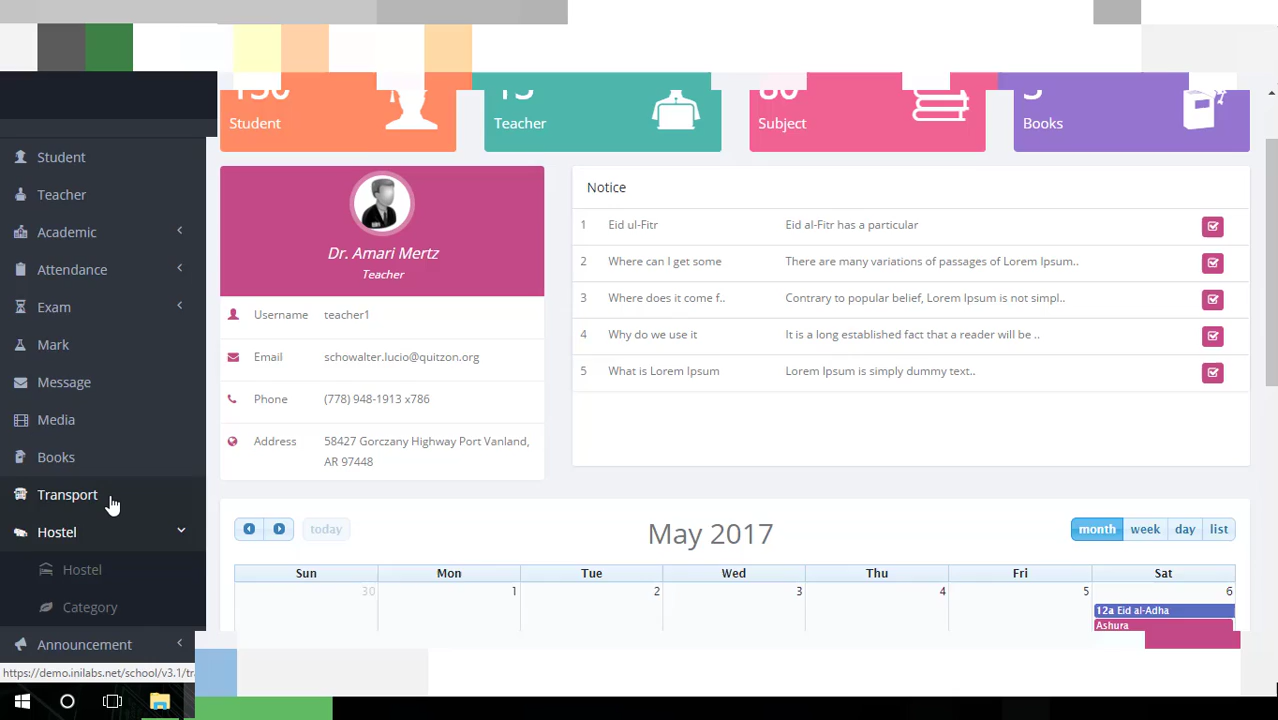 Student
Teacher
Subject
Books
Student
Teacher
Academic
Attendance
Exam
Mark
Message
Media
Books
Transport
Hostel
Hostel
Category
Announcement
Dr. Amari Mertz
Teacher
Username teacher1
Email schowalter.lucio@quitzon.org
Phone (778) 948-1913 x786
Address 58427 Gorczany Highway Port Vanland,
AR 97448
Notice
1 Eid ul-Fitr Eid al-Fitr has a particular
2 Where can I get some There are many variations of passages of Lorem Ipsum..
3 Where does it come f.. Contrary to popular belief, Lorem Ipsum is not simpl..
4 Why do we use it It is a long established fact that a reader will be ..
5 What is Lorem Ipsum Lorem Ipsum is simply dummy text..
today May 2017 month week day list
Sun Mon Tue Wed Thu Fri Sat
30 1 2 3 4 5 6
12a Eid al-Adha
Ashura
https://demo.inilabs.net/school/v3.1/tr